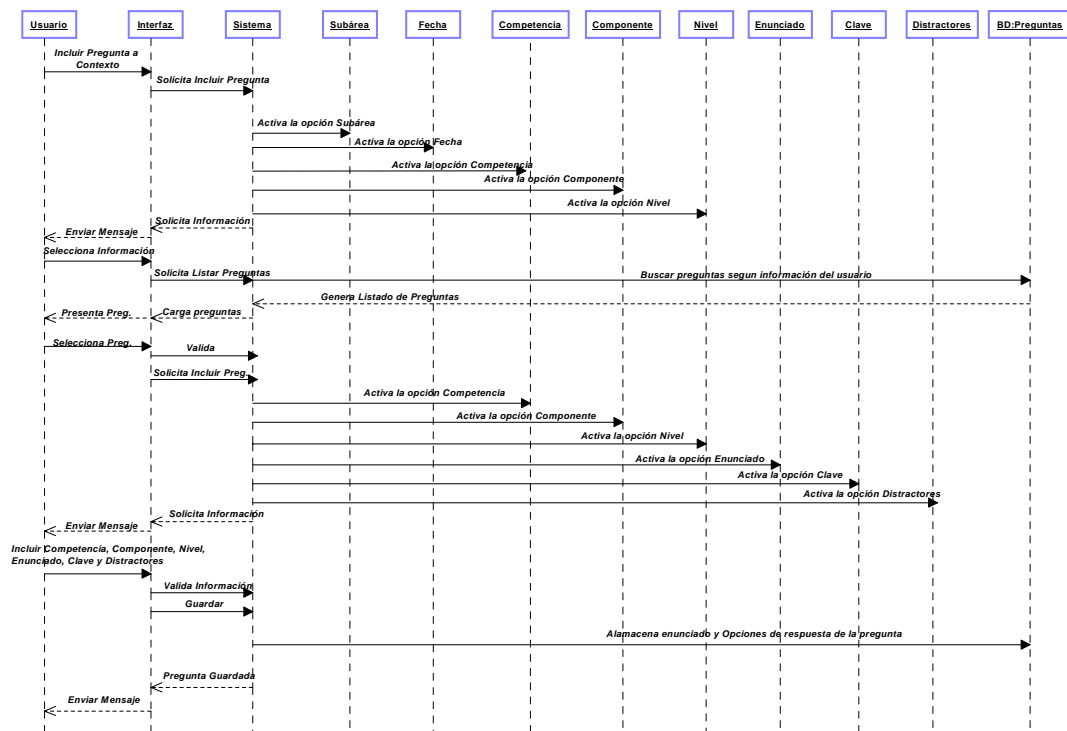 Usuario
Interfaz
Sistema
Subárea
Fecha
Competencia
Componente
Nivel
Enunciado
Clave
Distractores
BD:Preguntas
Incluir Pregunta a
Contexto
Solicita Incluir Pregunta
Activa la opción Subárea
Activa la opción Fecha
Activa la opción Competencia
Activa la opción Componente
Activa la opción Nivel
Solicita Información
Enviar Mensaje
Selecciona Información
Solicita Listar Preguntas
Buscar preguntas segun información del usuario
Genera Listado de Preguntas
Presenta Preg.
Carga preguntas
Selecciona Preg.
Valida
Solicita Incluir Preg.
Activa la opción Competencia
Activa la opción Componente
Activa la opción Nivel
Activa la opción Enunciado
Activa la opción Clave
Activa la opción Distractores
Solicita Información
Enviar Mensaje
Incluir Competencia, Componente, Nivel,
Enunciado, Clave y Distractores
Valida Información
Guardar
Alamacena enunciado y Opciones de respuesta de la pregunta
Pregunta Guardada
Enviar Mensaje